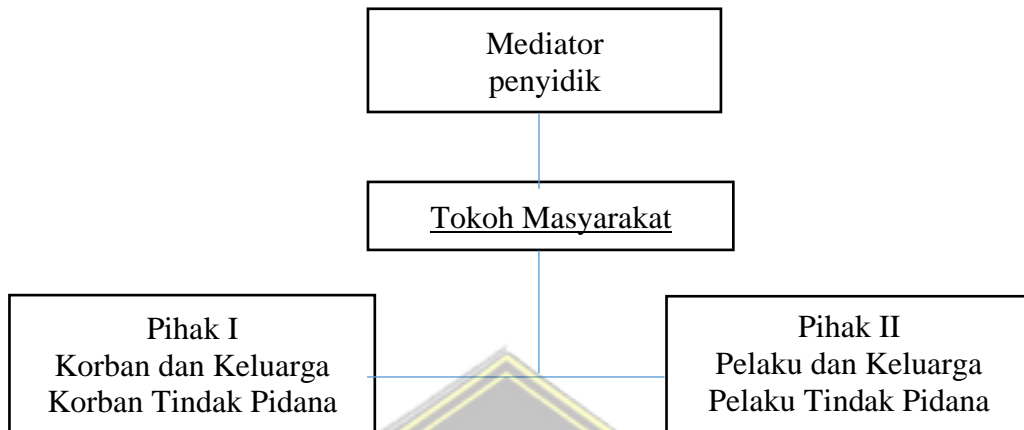 Mediator
penyidik
Tokoh Masyarakat
Pihak I
Korban dan Keluarga
Korban Tindak Pidana
Pihak II
Pelaku dan Keluarga
Pelaku Tindak Pidana